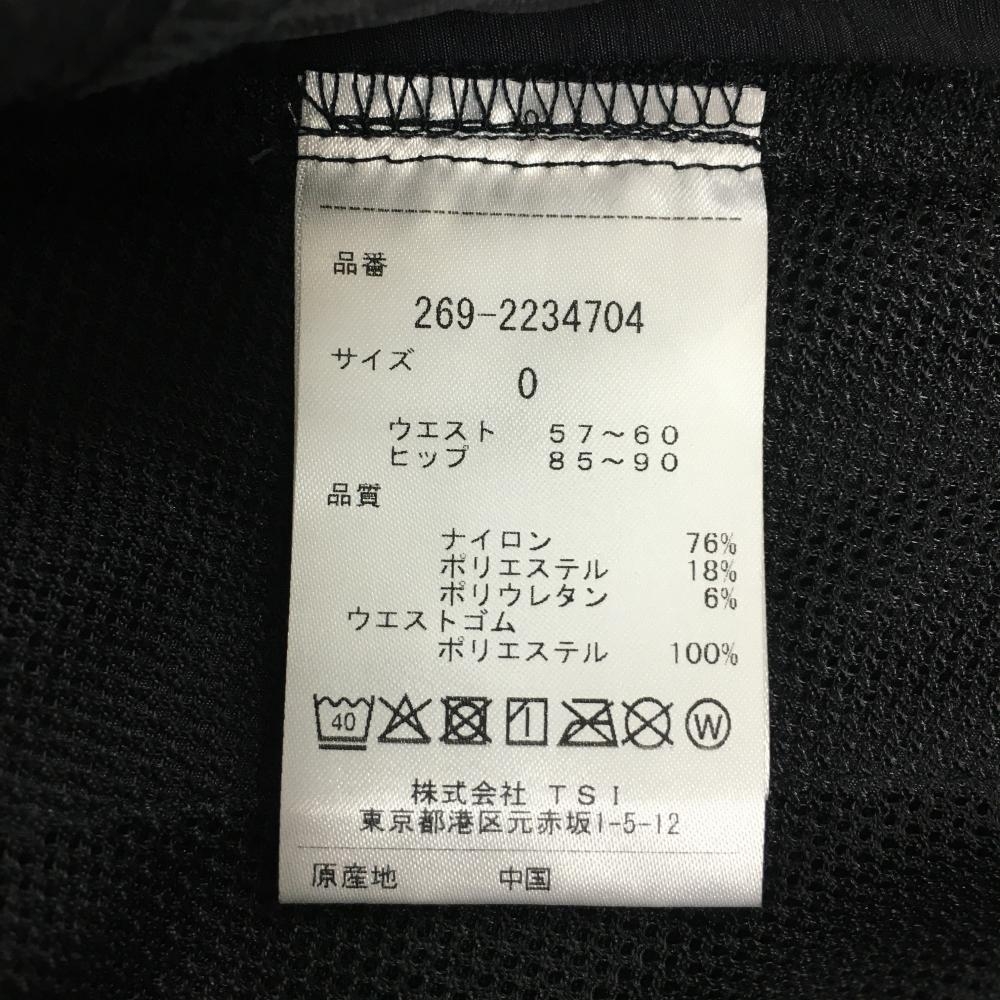 品番
269-2234704
サイズ
0
ウエスト 57～60
ヒップ 85～90
品質
ナイロン 76%
ポリエステル 18%
ポリウレタン 6%
ウエストゴム
ポリエステル 100%
40 W
株式会社 TSI
東京都港区元赤坂1-5-12
原産地 中国